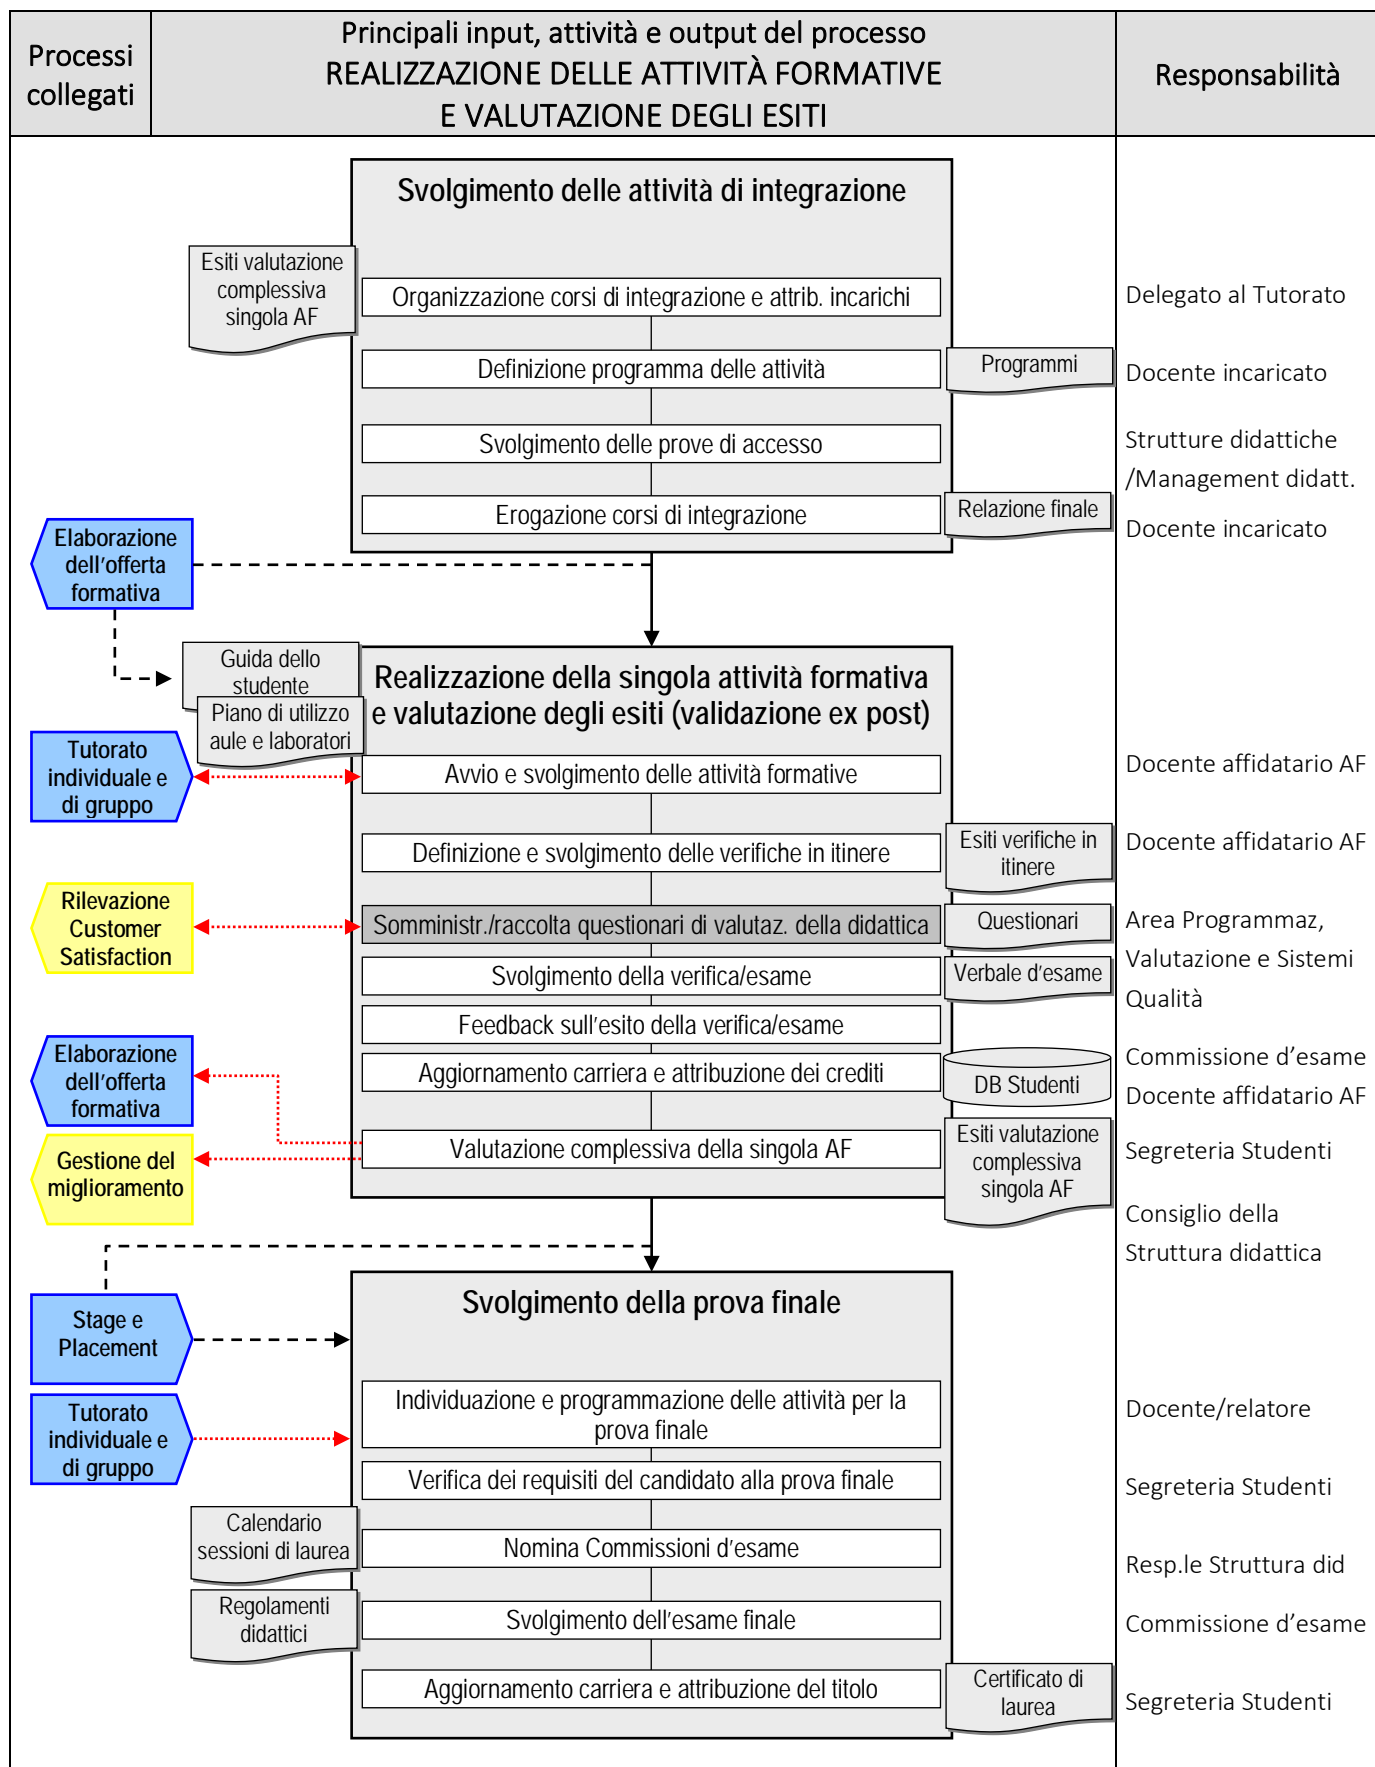 Processi
collegati
Principali input, attività e output del processo
REALIZZAZIONE DELLE ATTIVITÀ FORMATIVE
E VALUTAZIONE DEGLI ESITI
Responsabilità
Svolgimento delle attività di integrazione
Esiti valutazione
complessiva
singola AF
Organizzazione corsi di integrazione e attrib. incarichi
Delegato al Tutorato
Definizione programma delle attività
Programmi
Docente incaricato
Svolgimento delle prove di accesso
Strutture didattiche
/Management didatt.
Erogazione corsi di integrazione
Relazione finale
Docente incaricato
Elaborazione
dell'offerta
formativa
Guida dello
studente
Piano di utilizzo
aule e laboratori
Realizzazione della singola attività formativa
e valutazione degli esiti (validazione ex post)
Tutorato
individuale e
di gruppo
Avvio e svolgimento delle attività formative
Docente affidatario AF
Definizione e svolgimento delle verifiche in itinere
Esiti verifiche in
itinere
Docente affidatario AF
Rilevazione
Customer
Satisfaction
Somministr./raccolta questionari di valutaz. della didattica
Questionari
Area Programmaz,
Valutazione e Sistemi
Qualità
Svolgimento della verifica/esame
Verbale d'esame
Feedback sull'esito della verifica/esame
Elaborazione
dell'offerta
formativa
Aggiornamento carriera e attribuzione dei crediti
DB Studenti
Commissione d'esame
Docente affidatario AF
Gestione del
miglioramento
Valutazione complessiva della singola AF
Esiti valutazione
complessiva
singola AF
Segreteria Studenti
Consiglio della
Struttura didattica
Svolgimento della prova finale
Stage e
Placement
Tutorato
individuale e
di gruppo
Individuazione e programmazione delle attività per la
prova finale
Docente/relatore
Verifica dei requisiti del candidato alla prova finale
Segreteria Studenti
Calendario
sessioni di laurea
Nomina Commissioni d'esame
Resp.le Struttura did
Regolamenti
didattici
Svolgimento dell'esame finale
Commissione d'esame
Aggiornamento carriera e attribuzione del titolo
Certificato di
laurea
Segreteria Studenti